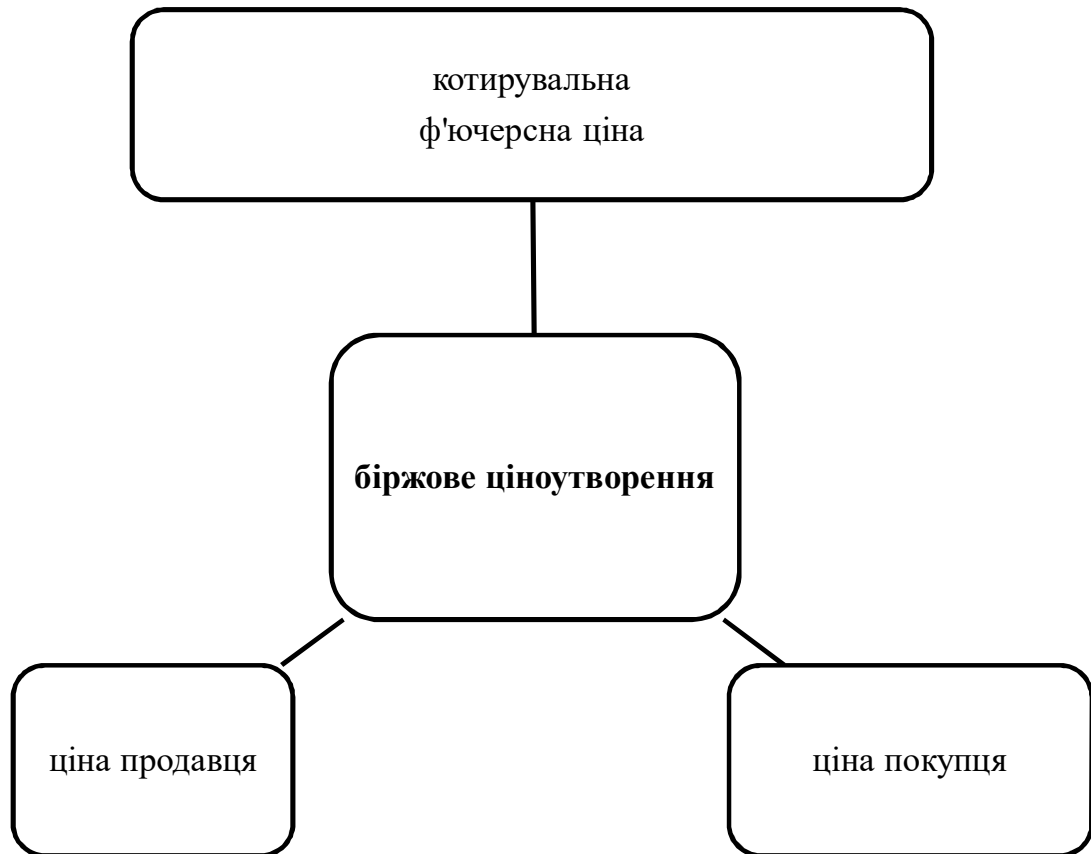 котирувальна
ф'ючерсна ціна
біржове ціноутворення
ціна продавця
ціна покупця